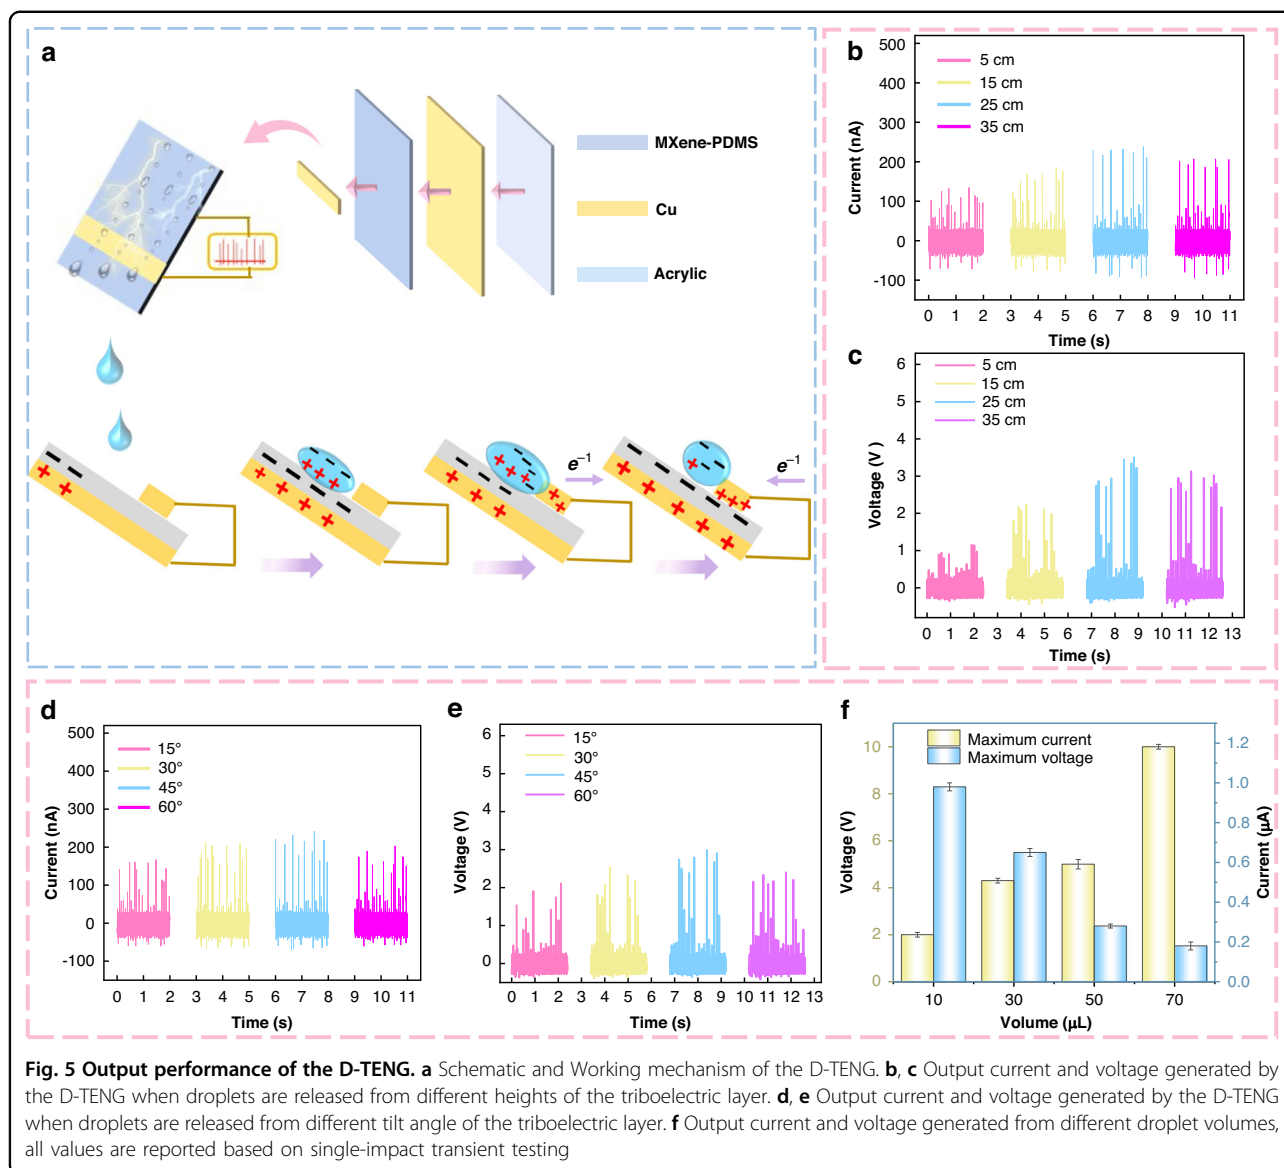 a
MXene-PDMS
Cu
Acrylic
e⁻¹
e⁻¹
b
5 cm
15 cm
25 cm
35 cm
500
400
300
200
100
0
-100
Current (nA)
0 1 2 3 4 5 6 7 8 9 10 11
Time (s)
c
5 cm
15 cm
25 cm
35 cm
6
5
4
3
2
1
0
Voltage (V)
0 1 2 3 4 5 6 7 8 9 10 11 12 13
Time (s)
d
15°
30°
45°
60°
500
400
300
200
100
0
-100
Current (nA)
0 1 2 3 4 5 6 7 8 9 10 11
Time (s)
e
15°
30°
45°
60°
6
5
4
3
2
1
0
Voltage (V)
0 1 2 3 4 5 6 7 8 9 10 11 12 13
Time (s)
f
Maximum current
Maximum voltage
10
8
6
4
2
0
Voltage (V)
1.2
1.0
0.8
0.6
0.4
0.2
0.0
Current (μA)
10 30 50 70
Volume (μL)
Fig. 5 Output performance of the D-TENG. a Schematic and Working mechanism of the D-TENG. b, c Output current and voltage generated by
the D-TENG when droplets are released from different heights of the triboelectric layer. d, e Output current and voltage generated by the D-TENG
when droplets are released from different tilt angle of the triboelectric layer. f Output current and voltage generated from different droplet volumes,
all values are reported based on single-impact transient testing